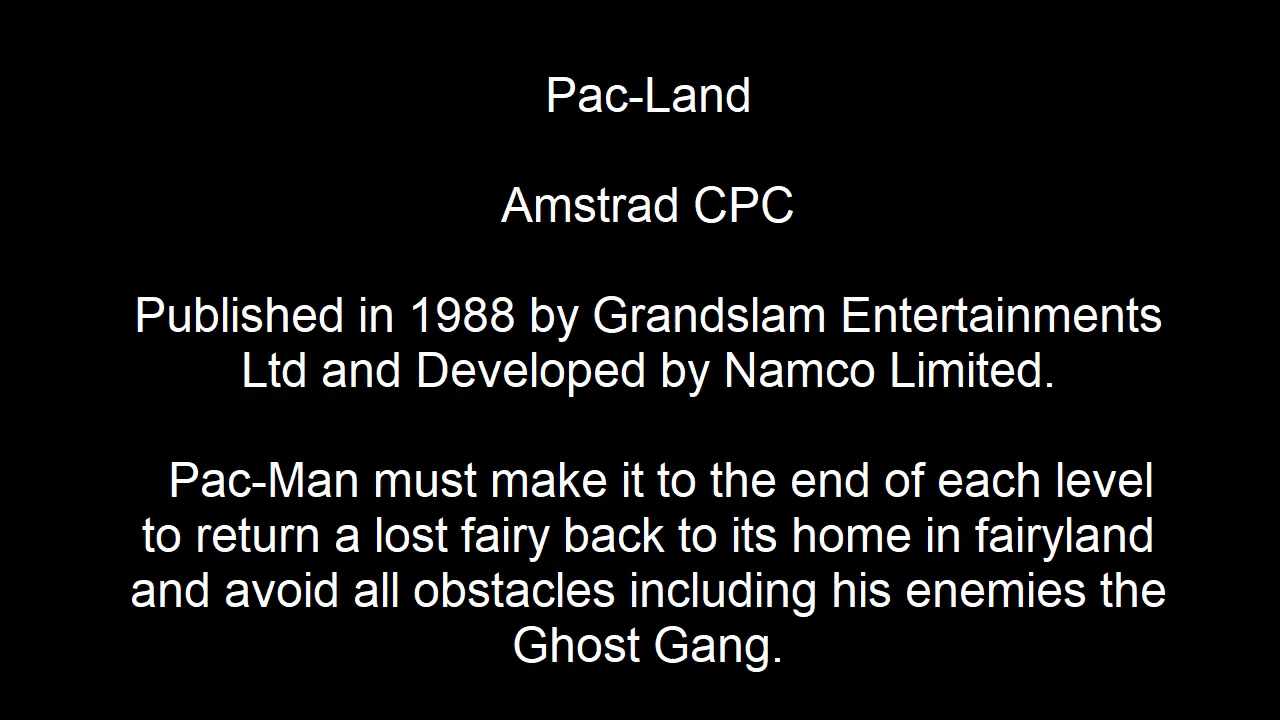 Pac-Land
Amstrad CPC
Published in 1988 by Grandslam Entertainments
Ltd and Developed by Namco Limited.
Pac-Man must make it to the end of each level
to return a lost fairy back to its home in fairyland
and avoid all obstacles including his enemies the
Ghost Gang.